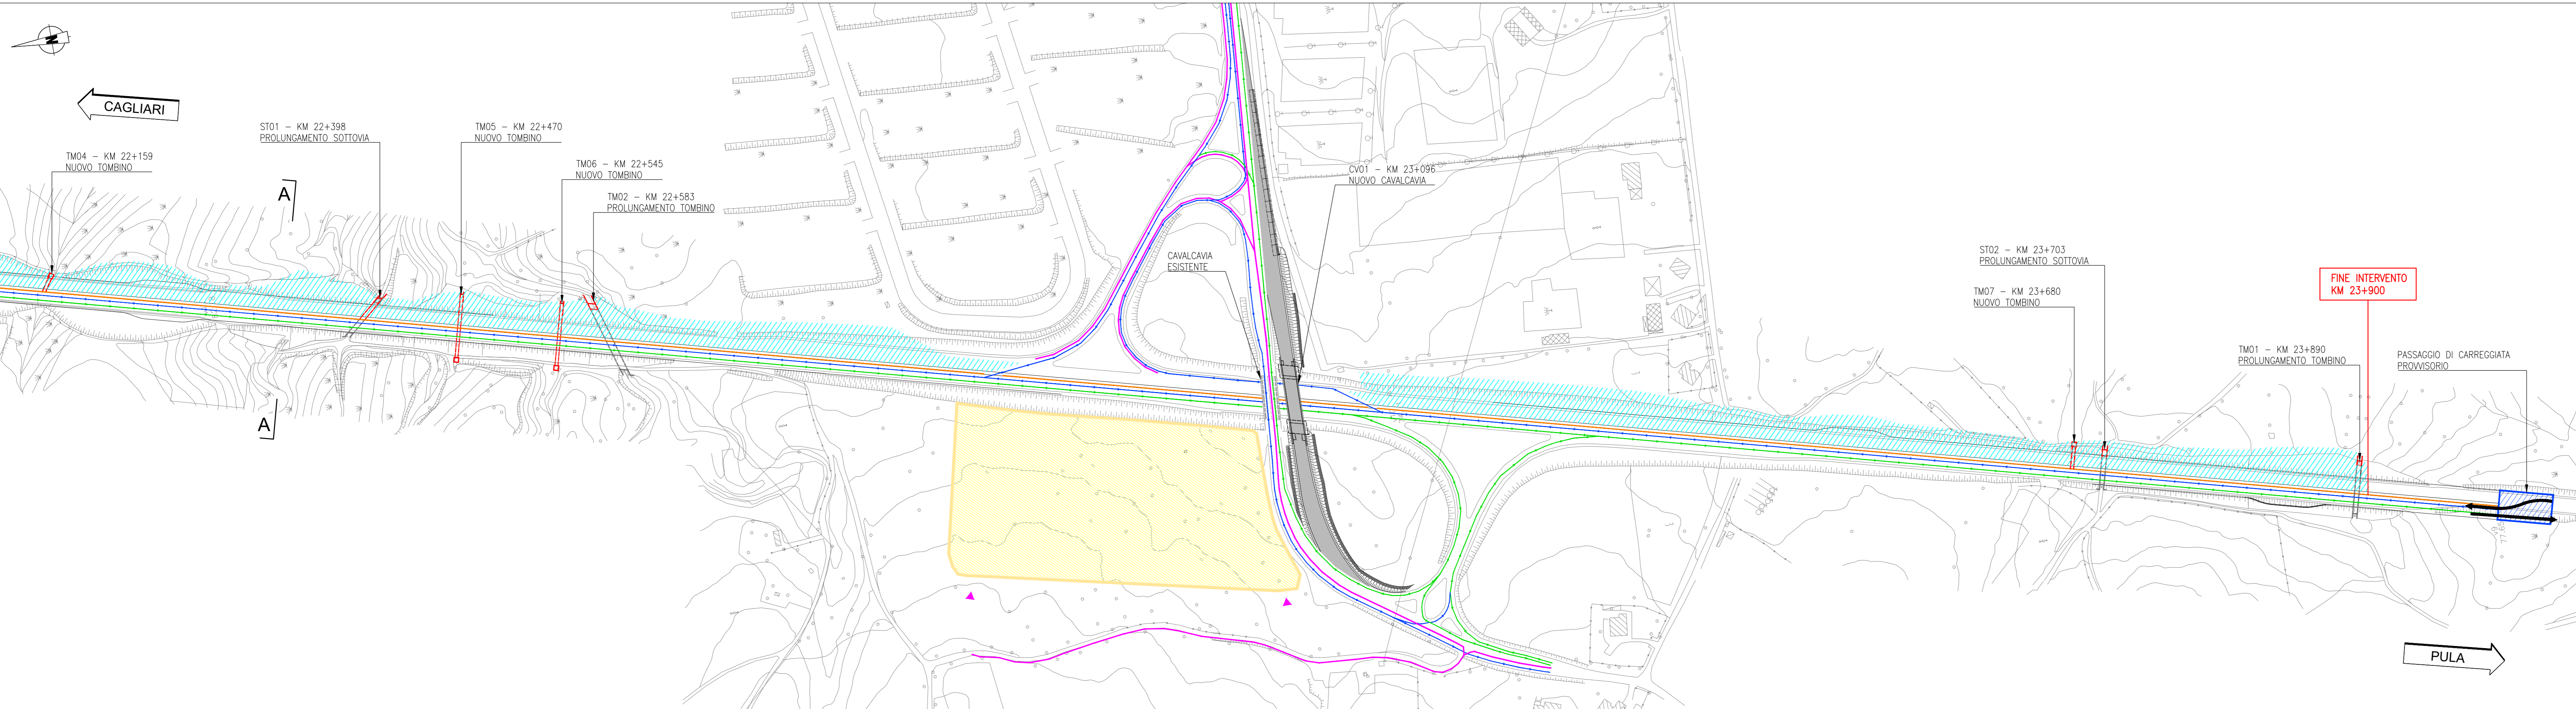 N
CAGLIARI
TM04 - KM 22+159
NUOVO TOMBINO
A
ST01 - KM 22+398
PROLUNGAMENTO SOTTOVIA
TM05 - KM 22+470
NUOVO TOMBINO
TM06 - KM 22+545
NUOVO TOMBINO
TM02 - KM 22+583
PROLUNGAMENTO TOMBINO
A
CAVALCAVIA
ESISTENTE
CV01 - KM 23+096
NUOVO CAVALCAVIA
ST02 - KM 23+703
PROLUNGAMENTO SOTTOVIA
TM07 - KM 23+680
NUOVO TOMBINO
FINE INTERVENTO
KM 23+900
TM01 - KM 23+890
PROLUNGAMENTO TOMBINO
PASSAGGIO DI CARREGGIATA
PROVVISORIO
PULA